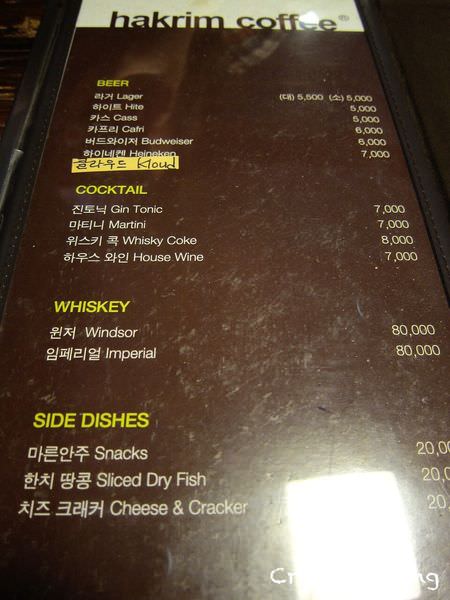 hakrim coffee®
BEER
라거 Lager (대) 5,500 (소) 5,000
하이트 Hite 5,000
카스 Cass 5,000
카프리 Cafri 6,000
버드와이저 Budweiser 6,000
하이네켄 Heineken 7,000
클라우드 Kloud
COCKTAIL
진토닉 Gin Tonic 7,000
마티니 Martini 7,000
위스키 콕 Whisky Coke 8,000
하우스 와인 House Wine 7,000
WHISKEY
윈저 Windsor 80,000
임페리얼 Imperial 80,000
SIDE DISHES
마른안주 Snacks 20,00
한치 땅콩 Sliced Dry Fish 20,0
치즈 크래커 Cheese & Cracker 20,